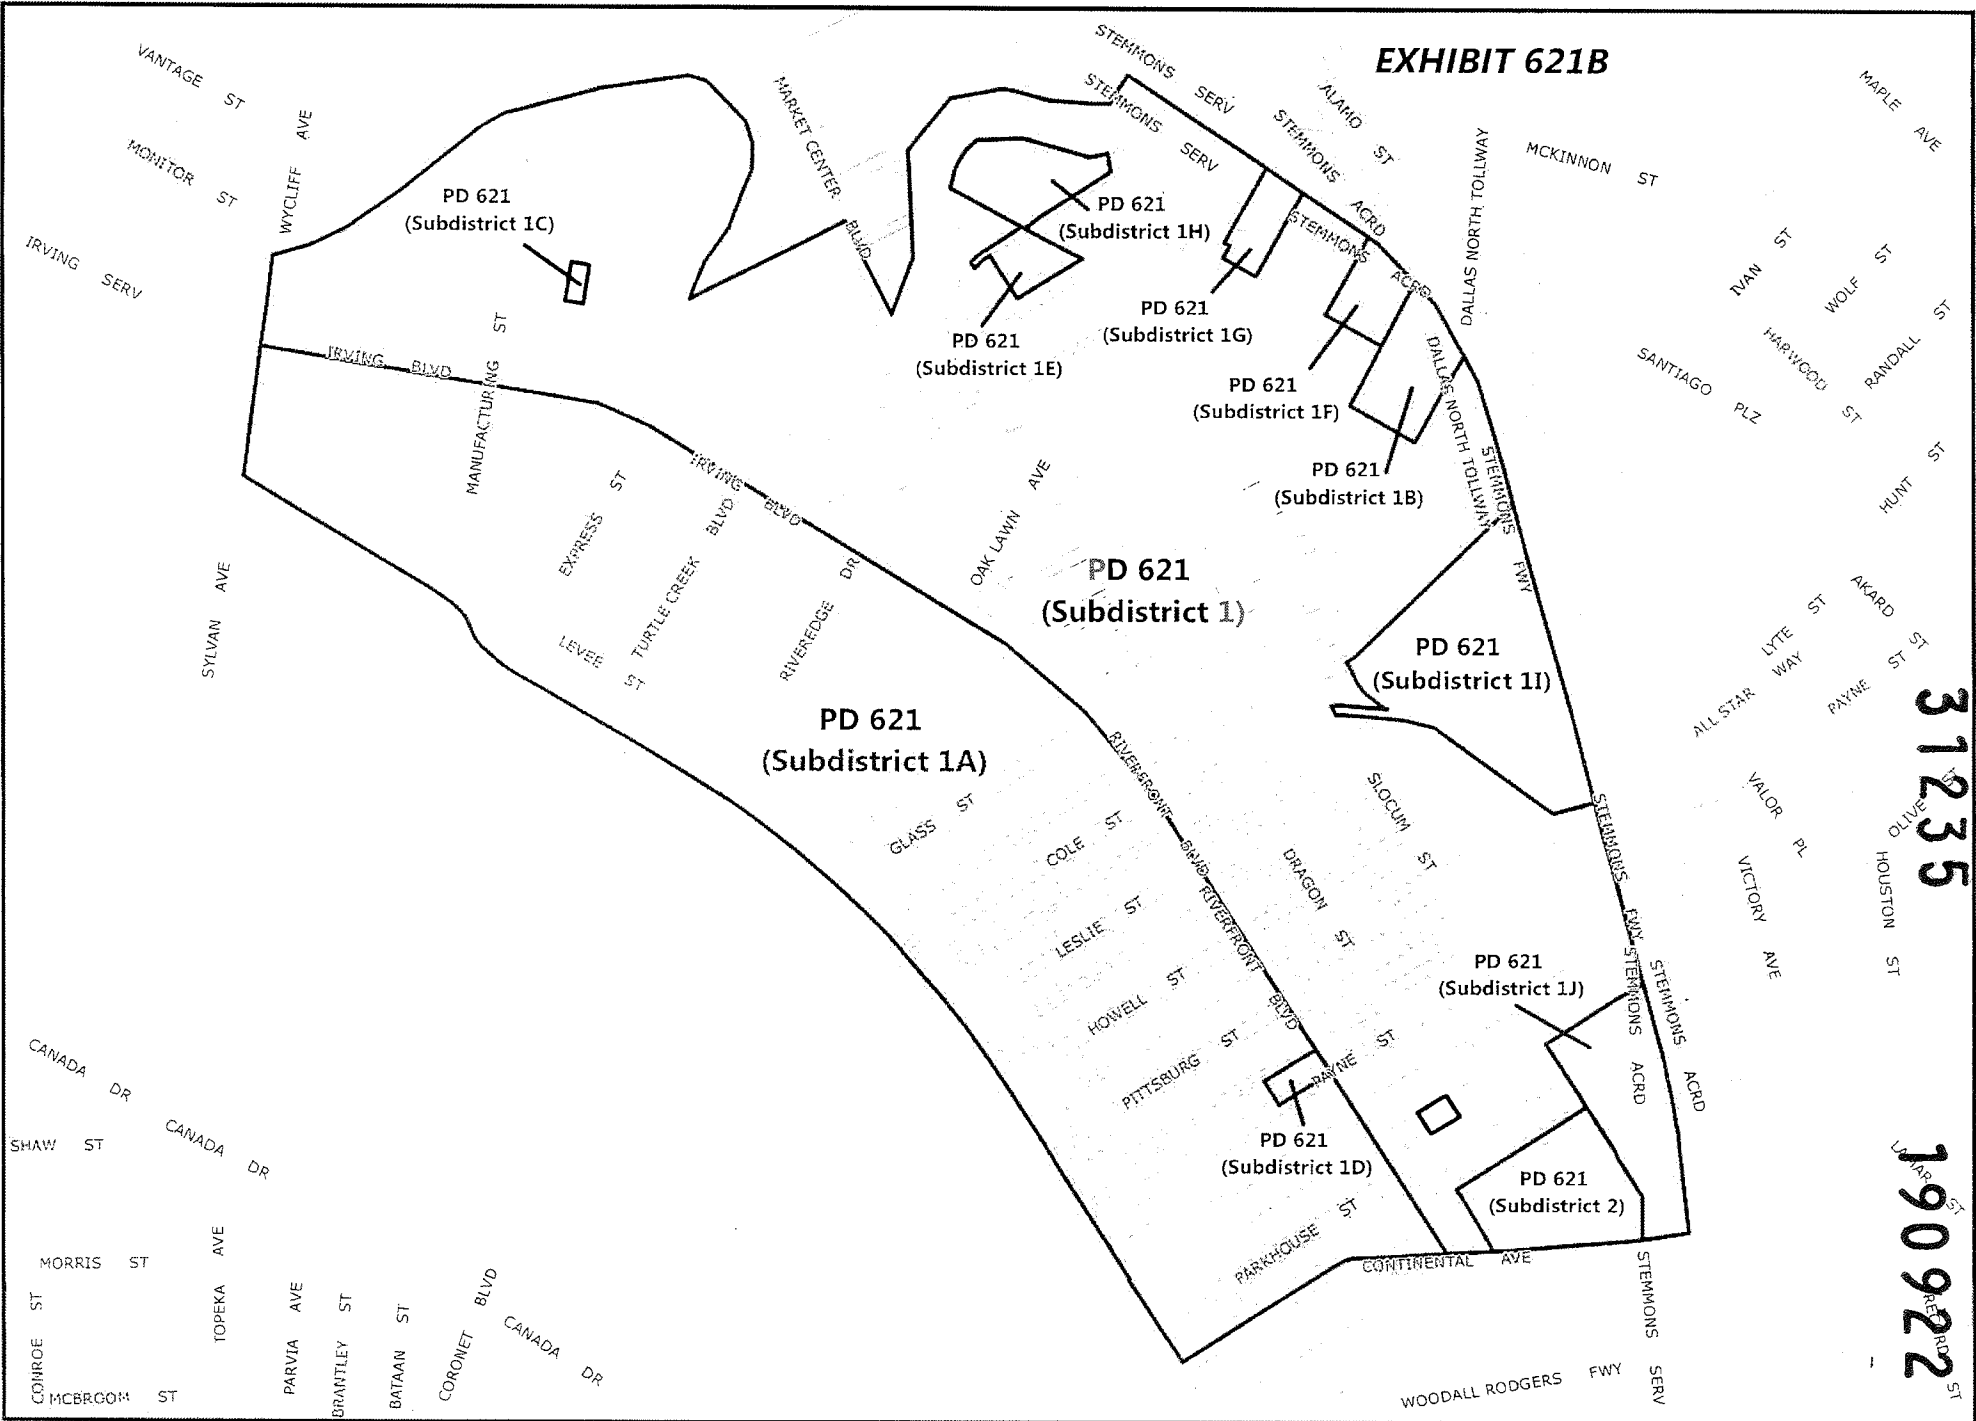 EXHIBIT 621B
VANTAGE ST
MONITOR ST
WYCLIFF AVE
IRVING SERV
MARKET CENTER BLVD
STEMMONS SERV
STEMMONS SERV
STEMMONS ACRD
STEMMONS ACRD
ALAMO ST
DALLAS NORTH TOLLWAY
MCKINNON ST
MAPLE AVE
PD 621
(Subdistrict 1C)
PD 621
(Subdistrict 1H)
PD 621
(Subdistrict 1E)
PD 621
(Subdistrict 1G)
PD 621
(Subdistrict 1F)
PD 621
(Subdistrict 1B)
IVAN ST
WOLF ST
HARWOOD ST
RANDALL ST
SANTIAGO PLZ
HUNT ST
IRVING BLVD
MANUFACTURING ST
IRVING BLVD
DALLAS NORTH TOLLWAY
STEMMONS FWY
EXPRESS ST
TURTLE CREEK BLVD
RIVEREDGE DR
OAK LAWN AVE
SYLVAN AVE
LEVEE ST
PD 621
(Subdistrict 1)
PD 621
(Subdistrict 1I)
PD 621
(Subdistrict 1A)
AKARD ST
LYTE ST
ALL STAR WAY
PAYNE ST
31235
VALOR PL
OLIVE ST
HOUSTON ST
VICTORY AVE
RIVERFRONT BLVD
GLASS ST
COLE ST
LESLIE ST
HOWELL ST
PITTSBURG ST
SLOCUM ST
DRAGON ST
RIVERFRONT BLVD
STEMMONS FWY
STEMMONS ACRD
STEMMONS ACRD
PD 621
(Subdistrict 1J)
PAYNE ST
PD 621
(Subdistrict 1D)
PD 621
(Subdistrict 2)
PARKHOUSE ST
CONTINENTAL AVE
STEMMONS SERV
WOODALL RODGERS FWY
LAMAR ST
190922
RECORD ST
CANADA DR
CANADA DR
SHAW ST
MORRIS ST
TOPEKA AVE
CONROE ST
MCBROOM ST
PARVIA AVE
BRANTLEY ST
BATAAN ST
CORONET BLVD
CANADA DR